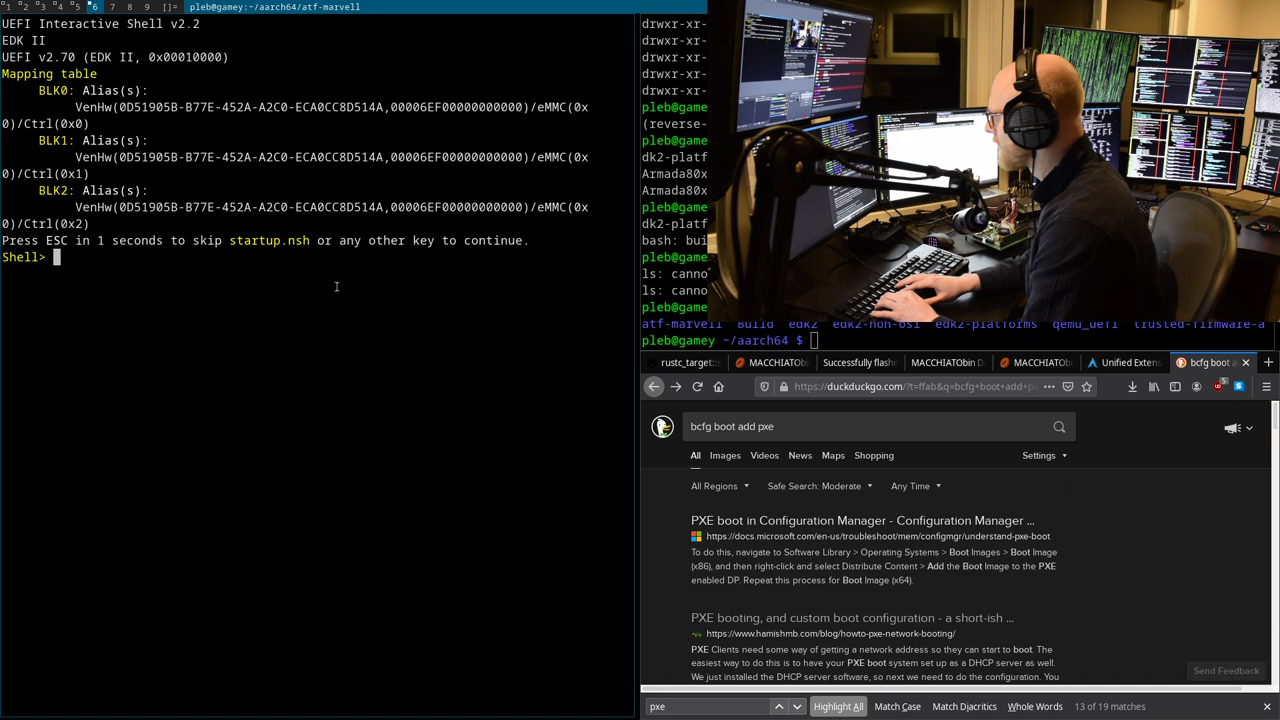 1 2 3 4 5 6 7 8 9 []= pleb@gamey:~/aarch64/atf-marvell
UEFI Interactive Shell v2.2
EDK II
UEFI v2.70 (EDK II, 0x00010000)
Mapping table
BLK0: Alias(s):
VenHw(0D51905B-B77E-452A-A2C0-ECA0CC8D514A,00006EF00000000000)/eMMC(0x
0)/Ctrl(0x0)
BLK1: Alias(s):
VenHw(0D51905B-B77E-452A-A2C0-ECA0CC8D514A,00006EF00000000000)/eMMC(0x
0)/Ctrl(0x1)
BLK2: Alias(s):
VenHw(0D51905B-B77E-452A-A2C0-ECA0CC8D514A,00006EF00000000000)/eMMC(0x
0)/Ctrl(0x2)
Press ESC in 1 seconds to skip startup.nsh or any other key to continue.
Shell>
drwxr-xr-
drwxr-xr-
drwxr-xr-
drwxr-xr-
drwxr-xr-
pleb@game
(reverse-
pleb@game
dk2-platf
Armada80x
Armada80x
pleb@game
dk2-platf
bash: bui
pleb@game
ls: canno
ls: canno
pleb@game
atf-marvell Build edk2 edk2-non-osi edk2-platforms qemu_uefi trusted-firmware-a
pleb@gamey ~/aarch64 $
rustc_target:: MACCHIATObi Successfully flashe MACCHIATObin D MACCHIATObi Unified Extens bcfg boot a
https://duckduckgo.com/?t=ffab&q=bcfg+boot+add+p
bcfg boot add pxe
All Images Videos News Maps Shopping Settings
All Regions Safe Search: Moderate Any Time
PXE boot in Configuration Manager - Configuration Manager ...
https://docs.microsoft.com/en-us/troubleshoot/mem/configmgr/understand-pxe-boot
To do this, navigate to Software Library > Operating Systems > Boot Images > Boot Image
(x86), and then right-click and select Distribute Content > Add the Boot Image to the PXE
enabled DP. Repeat this process for Boot Image (x64).
PXE booting, and custom boot configuration - a short-ish ...
https://www.hamishmb.com/blog/howto-pxe-network-booting/
PXE Clients need some way of getting a network address so they can start to boot. The
easiest way to do this is to have your PXE boot system set up as a DHCP server as well.
We just installed the DHCP server software, so next we need to do the configuration. You
Send Feedback
pxe Highlight All Match Case Match Diacritics Whole Words 13 of 19 matches